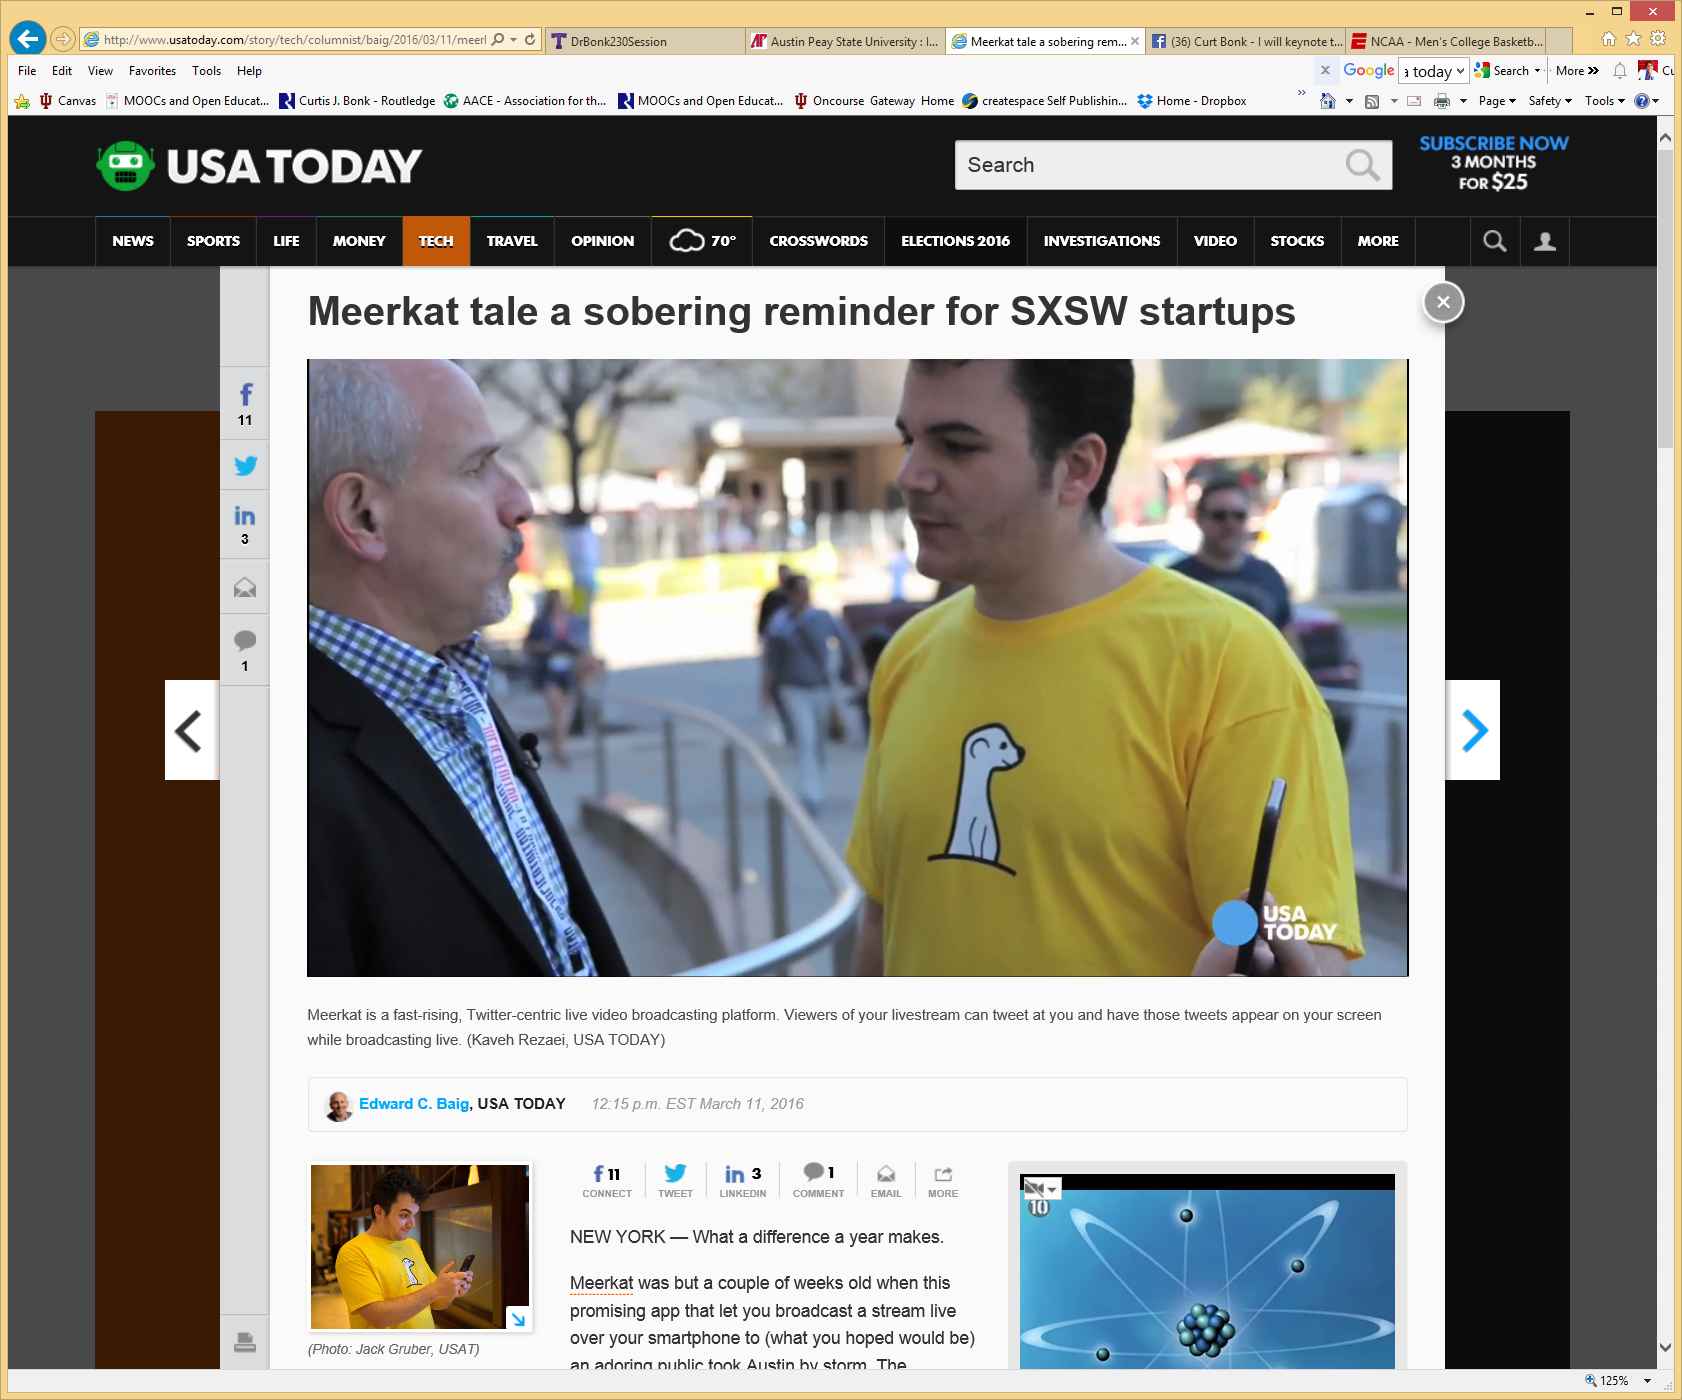 http://www.usatoday.com/story/tech/columnist/baig/2016/03/11/meerl
DrBonk230Session
Austin Peay State University : I...
Meerkat tale a sobering rem...
(36) Curt Bonk - I will keynote t...
NCAA - Men's College Basketb...
File Edit View Favorites Tools Help
x Google a today Search More »
Canvas
MOOCs and Open Educat...
Curtis J. Bonk - Routledge
AACE - Association for th...
MOOCs and Open Educat...
Oncourse Gateway Home
createspace Self Publishin...
Home - Dropbox
»
Page Safety Tools
USA TODAY
Search
SUBSCRIBE NOW
3 MONTHS
FOR $25
NEWS SPORTS LIFE MONEY TECH TRAVEL OPINION 70° CROSSWORDS ELECTIONS 2016 INVESTIGATIONS VIDEO STOCKS MORE
Meerkat tale a sobering reminder for SXSW startups
11
3
1
USA
TODAY
Meerkat is a fast-rising, Twitter-centric live video broadcasting platform. Viewers of your livestream can tweet at you and have those tweets appear on your screen
while broadcasting live. (Kaveh Rezaei, USA TODAY)
Edward C. Baig, USA TODAY 12:15 p.m. EST March 11, 2016
(Photo: Jack Gruber, USAT)
11 CONNECT
TWEET
3 LINKEDIN
1 COMMENT
EMAIL
MORE
NEW YORK — What a difference a year makes.
Meerkat was but a couple of weeks old when this
promising app that let you broadcast a stream live
over your smartphone to (what you hoped would be)
an adoring public took Austin by storm. The
10
125%